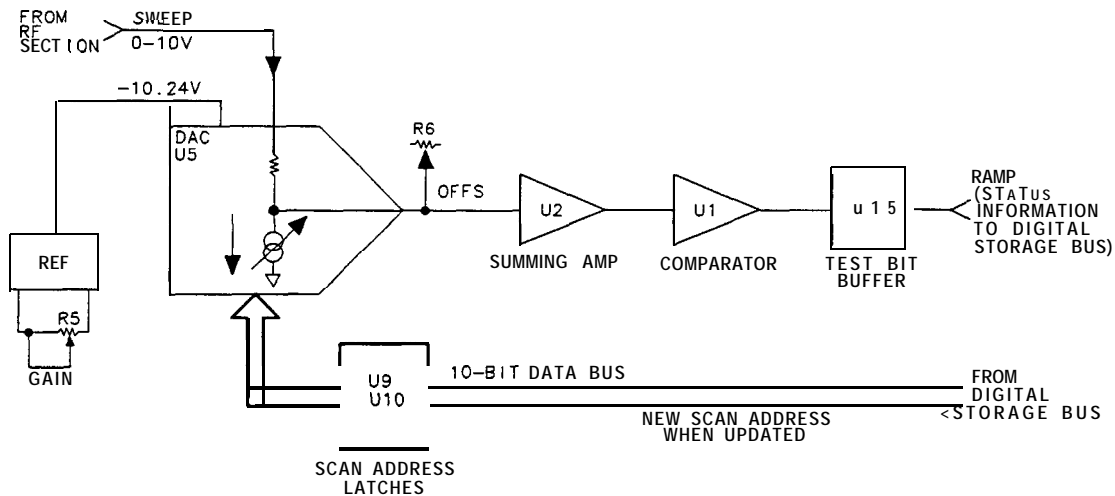 FROM
RF
SECTION
SWEEP
0-10V
-10.24V
DAC
U5
R6
OFFS
U2
SUMMING AMP
U1
COMPARATOR
u 1 5
TEST BIT
BUFFER
RAMP
(STaTus
INFORMATION
TO DIGITAL
STORAGE BUS)
REF
R5
GAIN
U9
U10
SCAN ADDRESS
LATCHES
10-BIT DATA BUS
NEW SCAN ADDRESS
WHEN UPDATED
FROM
DIGITAL
<STORAGE BUS